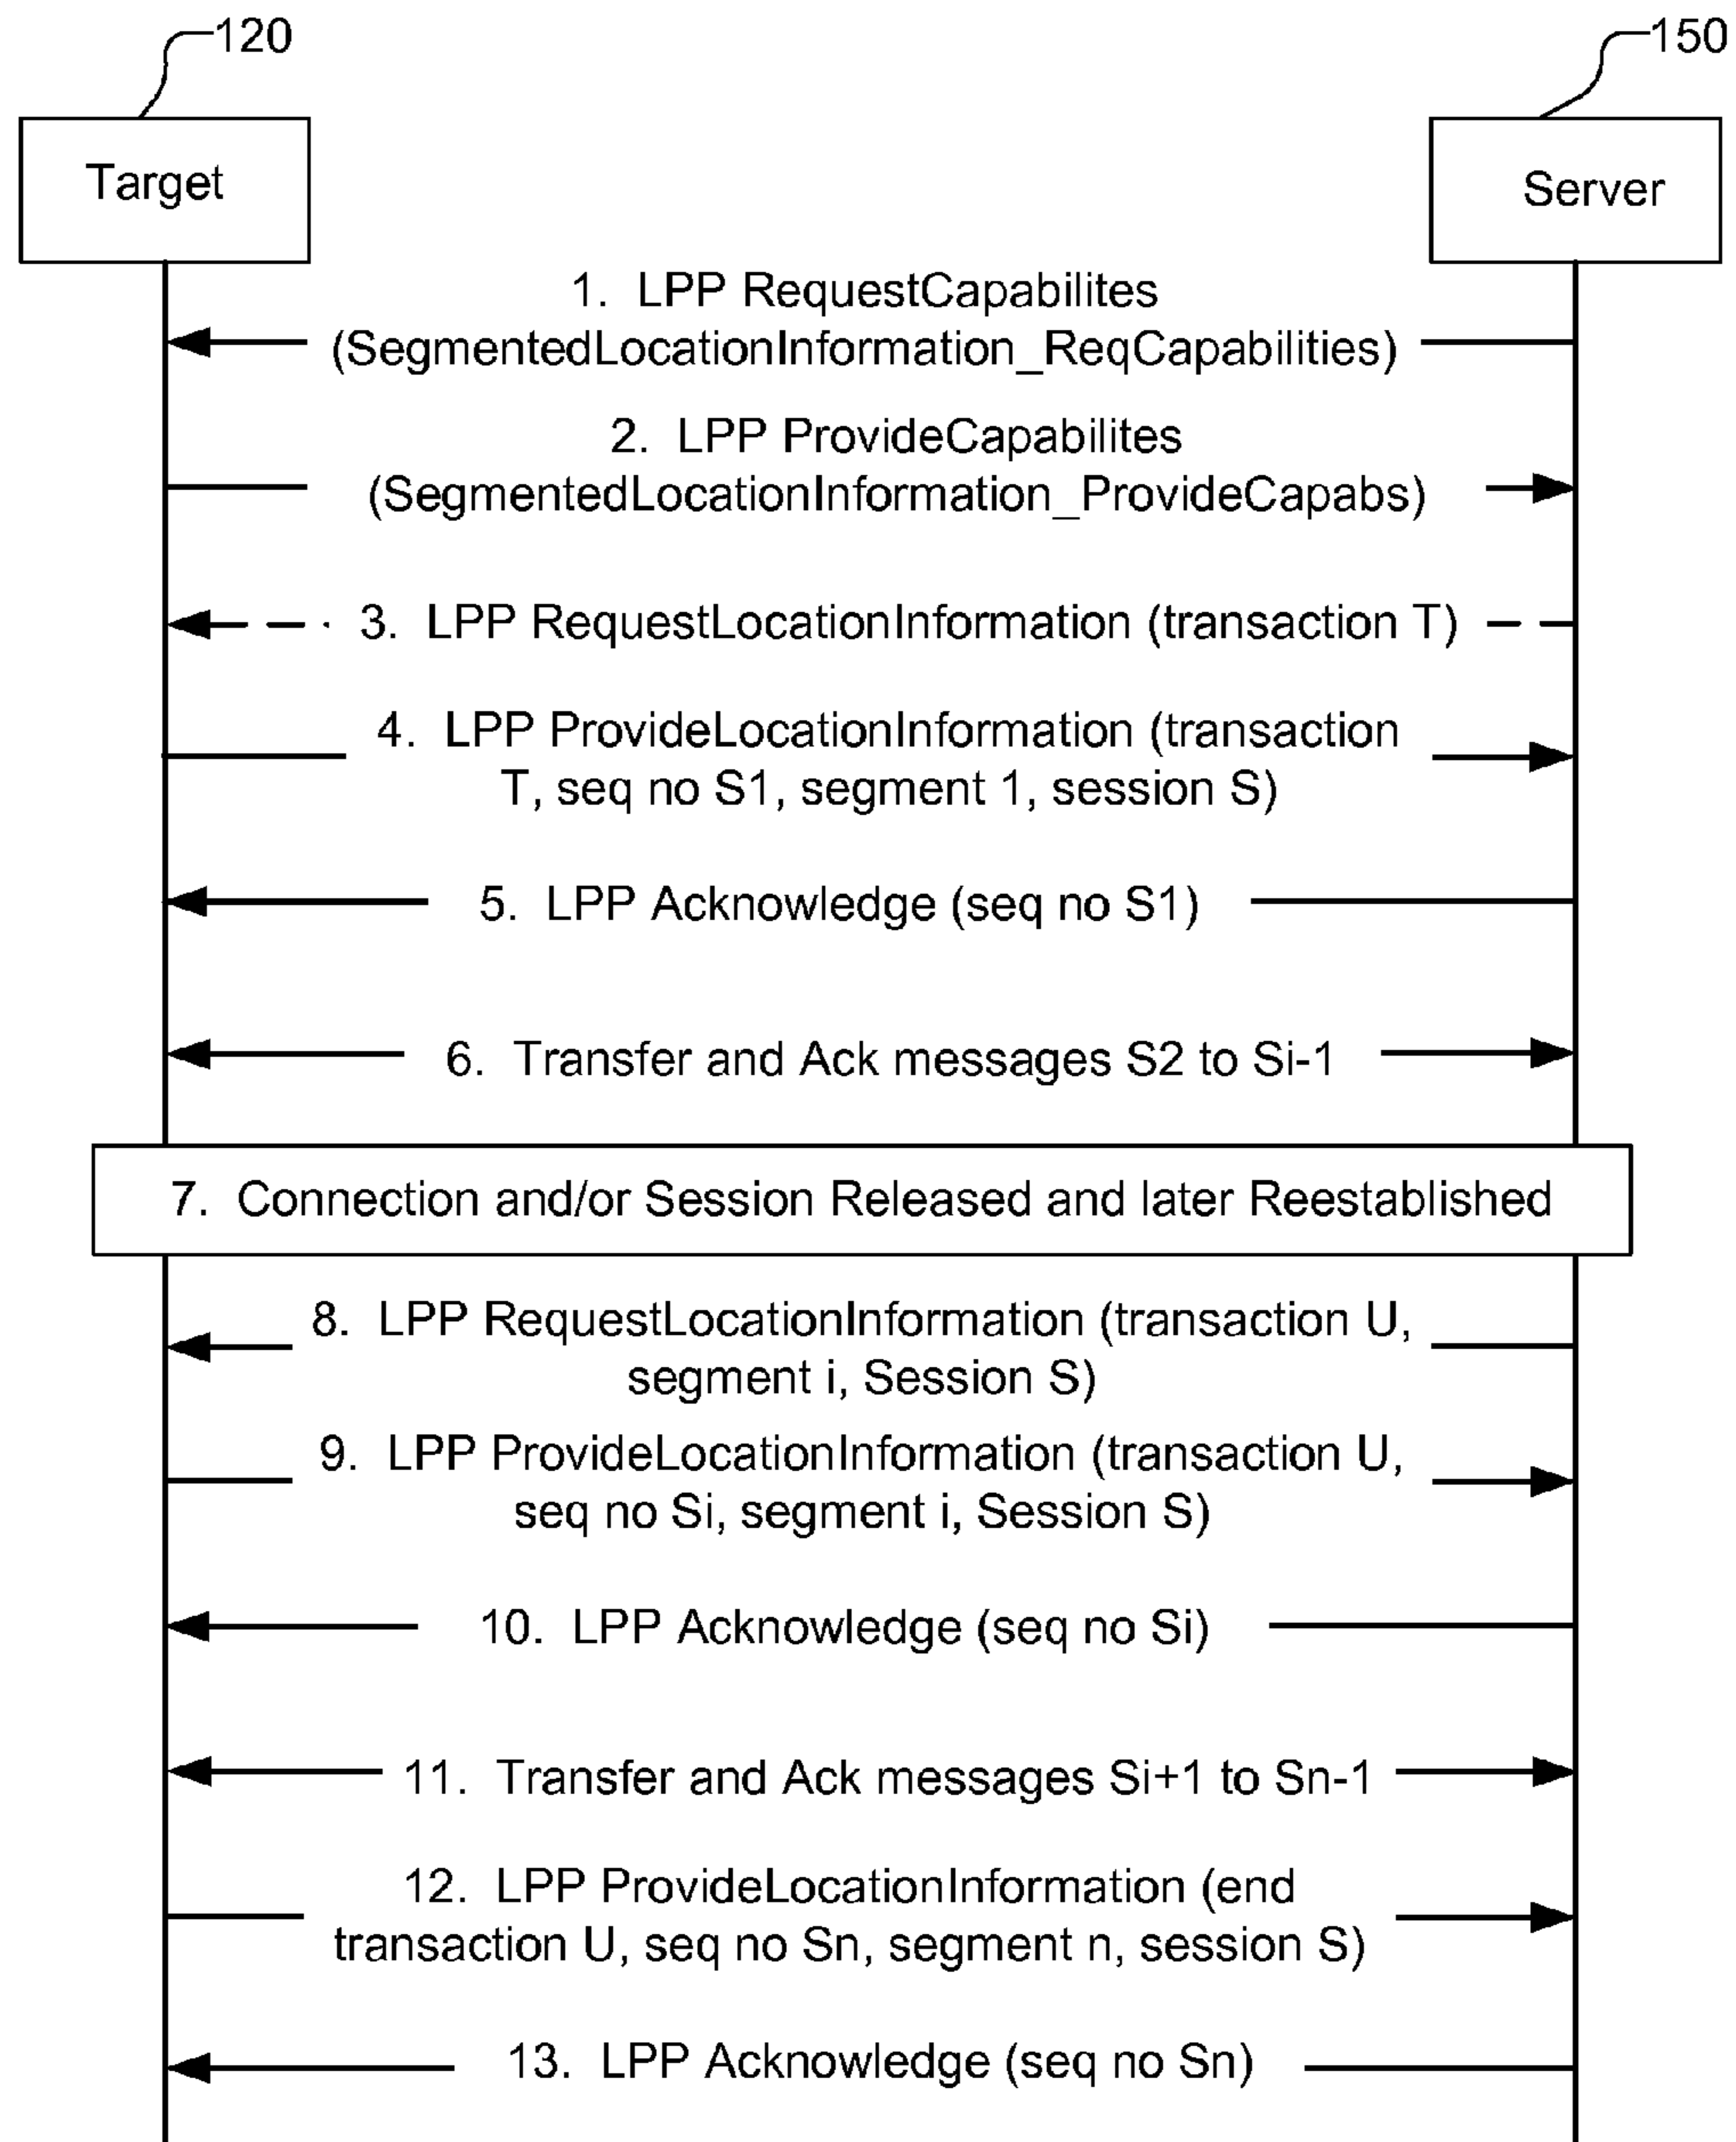 120
150
Target
Server
1. LPP RequestCapabilites
(SegmentedLocationInformation_ReqCapabilities)
2. LPP ProvideCapabilites
(SegmentedLocationInformation_ProvideCapabs)
3. LPP RequestLocationInformation (transaction T)
4. LPP ProvideLocationInformation (transaction
T, seq no S1, segment 1, session S)
5. LPP Acknowledge (seq no S1)
6. Transfer and Ack messages S2 to Si-1
7. Connection and/or Session Released and later Reestablished
8. LPP RequestLocationInformation (transaction U,
segment i, Session S)
9. LPP ProvideLocationInformation (transaction U,
seq no Si, segment i, Session S)
10. LPP Acknowledge (seq no Si)
11. Transfer and Ack messages Si+1 to Sn-1
12. LPP ProvideLocationInformation (end
transaction U, seq no Sn, segment n, session S)
13. LPP Acknowledge (seq no Sn)